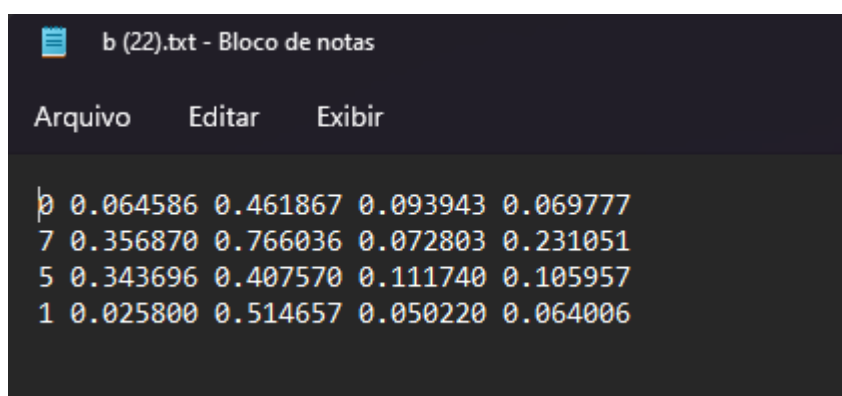 b (22).txt - Bloco de notas
Arquivo Editar Exibir
0 0.064586 0.461867 0.093943 0.069777
7 0.356870 0.766036 0.072803 0.231051
5 0.343696 0.407570 0.111740 0.105957
1 0.025800 0.514657 0.050220 0.064006